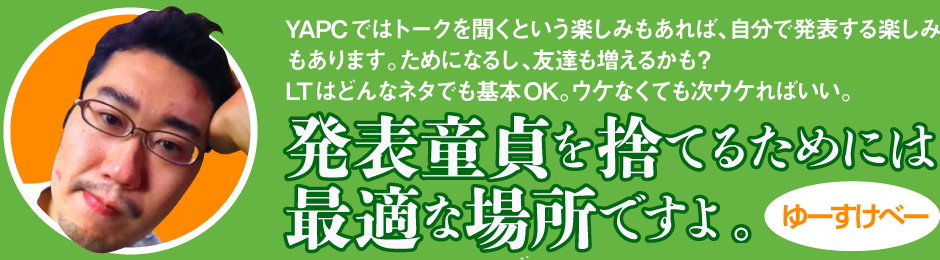 YAPCではトークを聞くという楽しみもあれば、自分で発表する楽しみ
もあります。ためになるし、友達も増えるかも？
LTはどんなネタでも基本OK。ウケなくても次ウケればいい。
発表童貞を捨てるためには
最適な場所ですよ。
ゆーすけべー